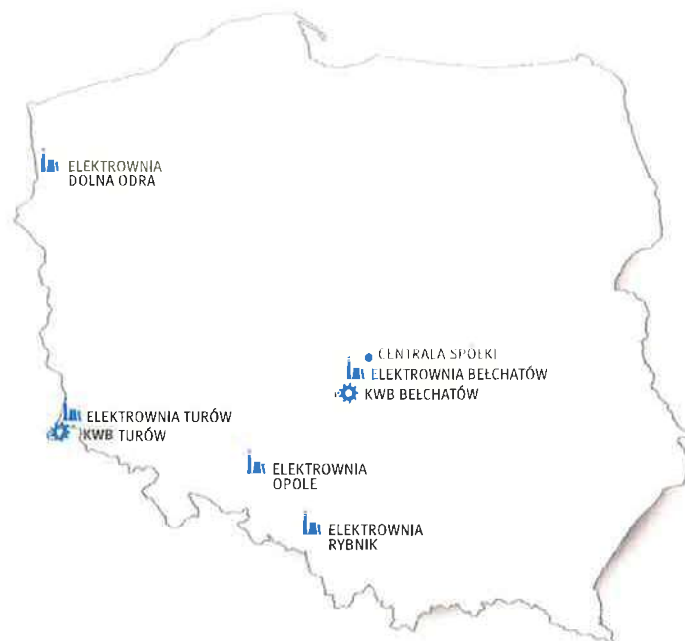 ELEKTROWNIA
DOLNA ODRA
CENTRALA SPÓŁKI
ELEKTROWNIA BEŁCHATÓW
KWB BEŁCHATÓW
ELEKTROWNIA TURÓW
KWB TURÓW
ELEKTROWNIA
OPOLE
ELEKTROWNIA
RYBNIK